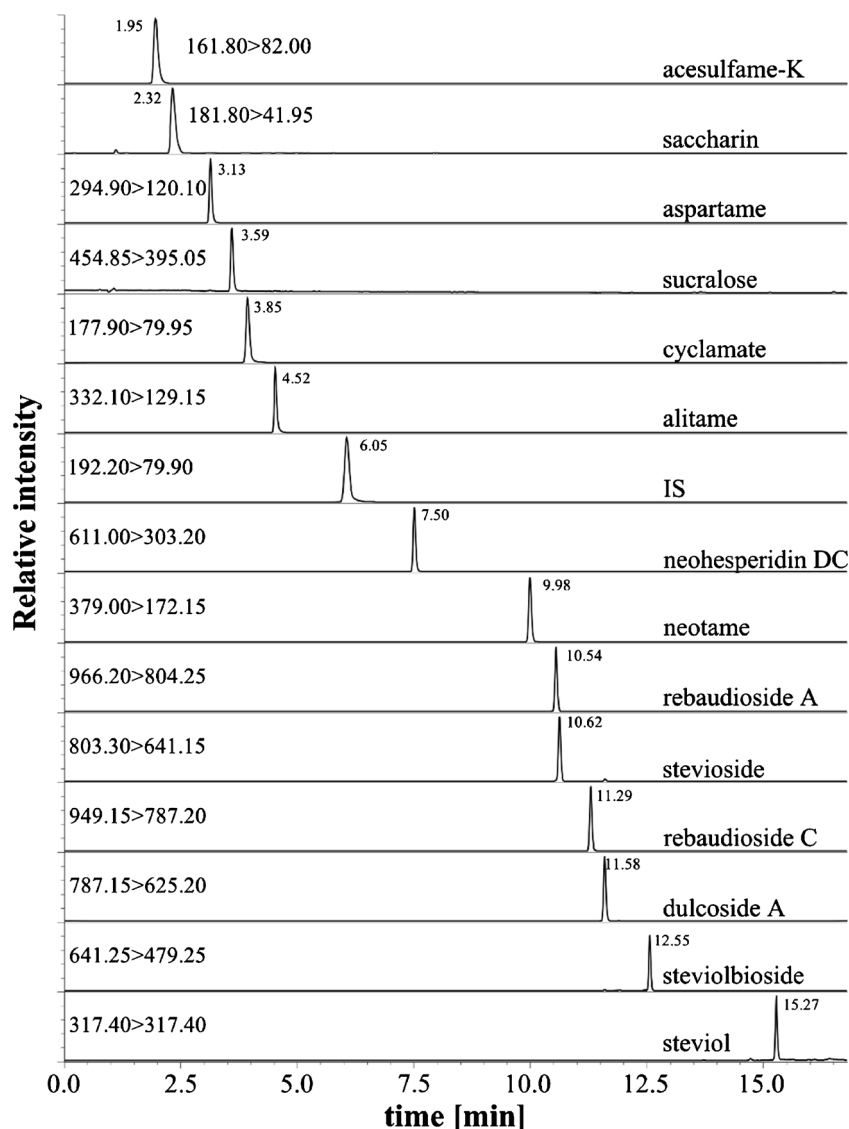 1.95
161.80>82.00
acesulfame-K
2.32
181.80>41.95
saccharin
294.90>120.10
3.13
aspartame
454.85>395.05
3.59
sucralose
177.90>79.95
3.85
cyclamate
332.10>129.15
4.52
alitame
192.20>79.90
6.05
IS
611.00>303.20
7.50
neohesperidin DC
379.00>172.15
9.98
neotame
966.20>804.25
10.54
rebaudioside A
803.30>641.15
10.62
stevioside
949.15>787.20
11.29
rebaudioside C
787.15>625.20
11.58
dulcoside A
641.25>479.25
12.55
steviolbioside
317.40>317.40
15.27
steviol
Relative intensity
0.0 2.5 5.0 7.5 10.0 12.5 15.0
time [min]